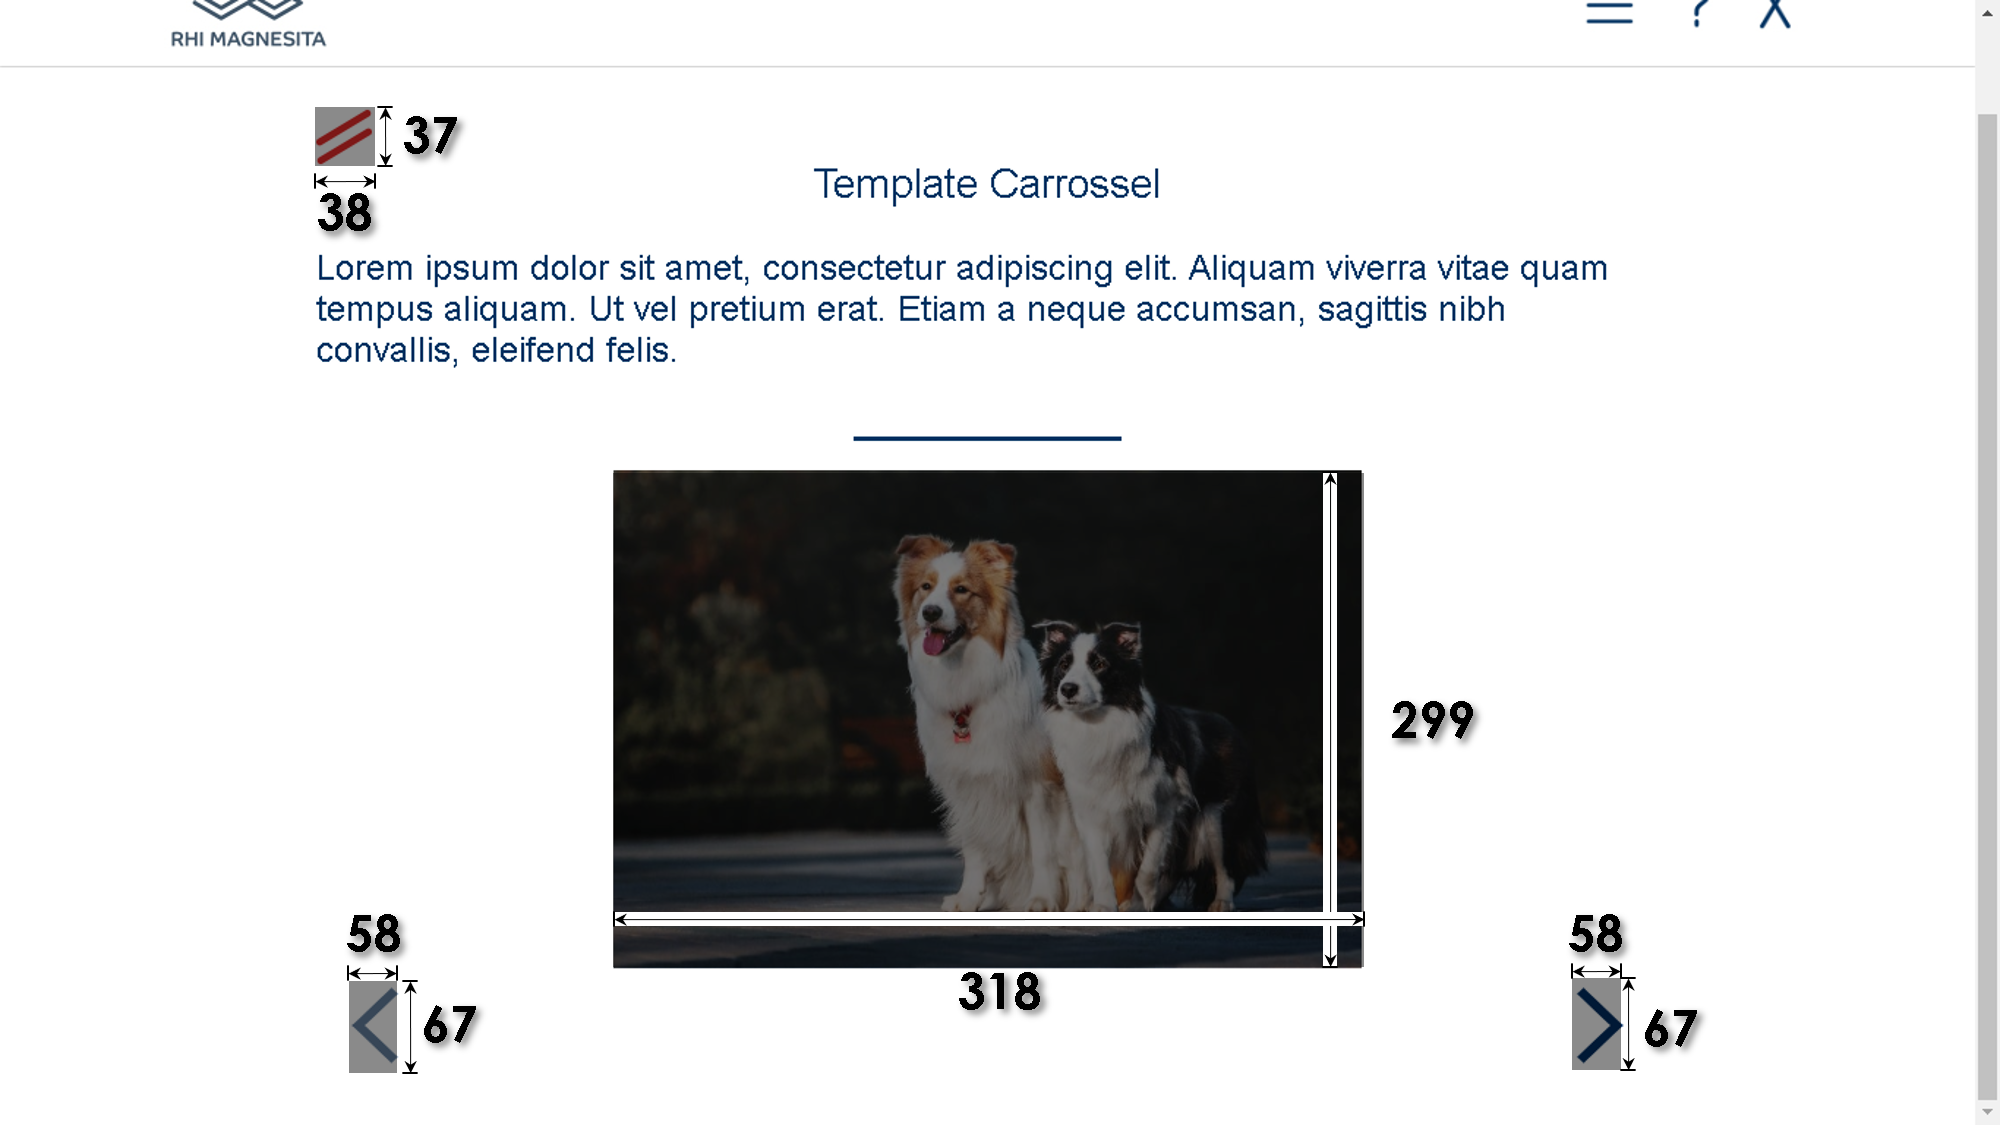 RHI MAGNESITA
?
X
37
38
Template Carrossel
Lorem ipsum dolor sit amet, consectetur adipiscing elit. Aliquam viverra vitae quam
tempus aliquam. Ut vel pretium erat. Etiam a neque accumsan, sagittis nibh
convallis, eleifend felis.
299
318
58
67
58
67